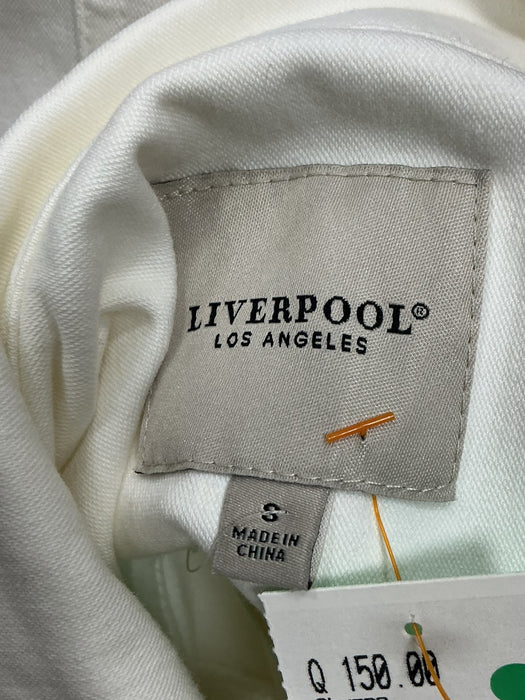 LIVERPOOL®
LOS ANGELES
S
MADE IN
CHINA
Q 150.00